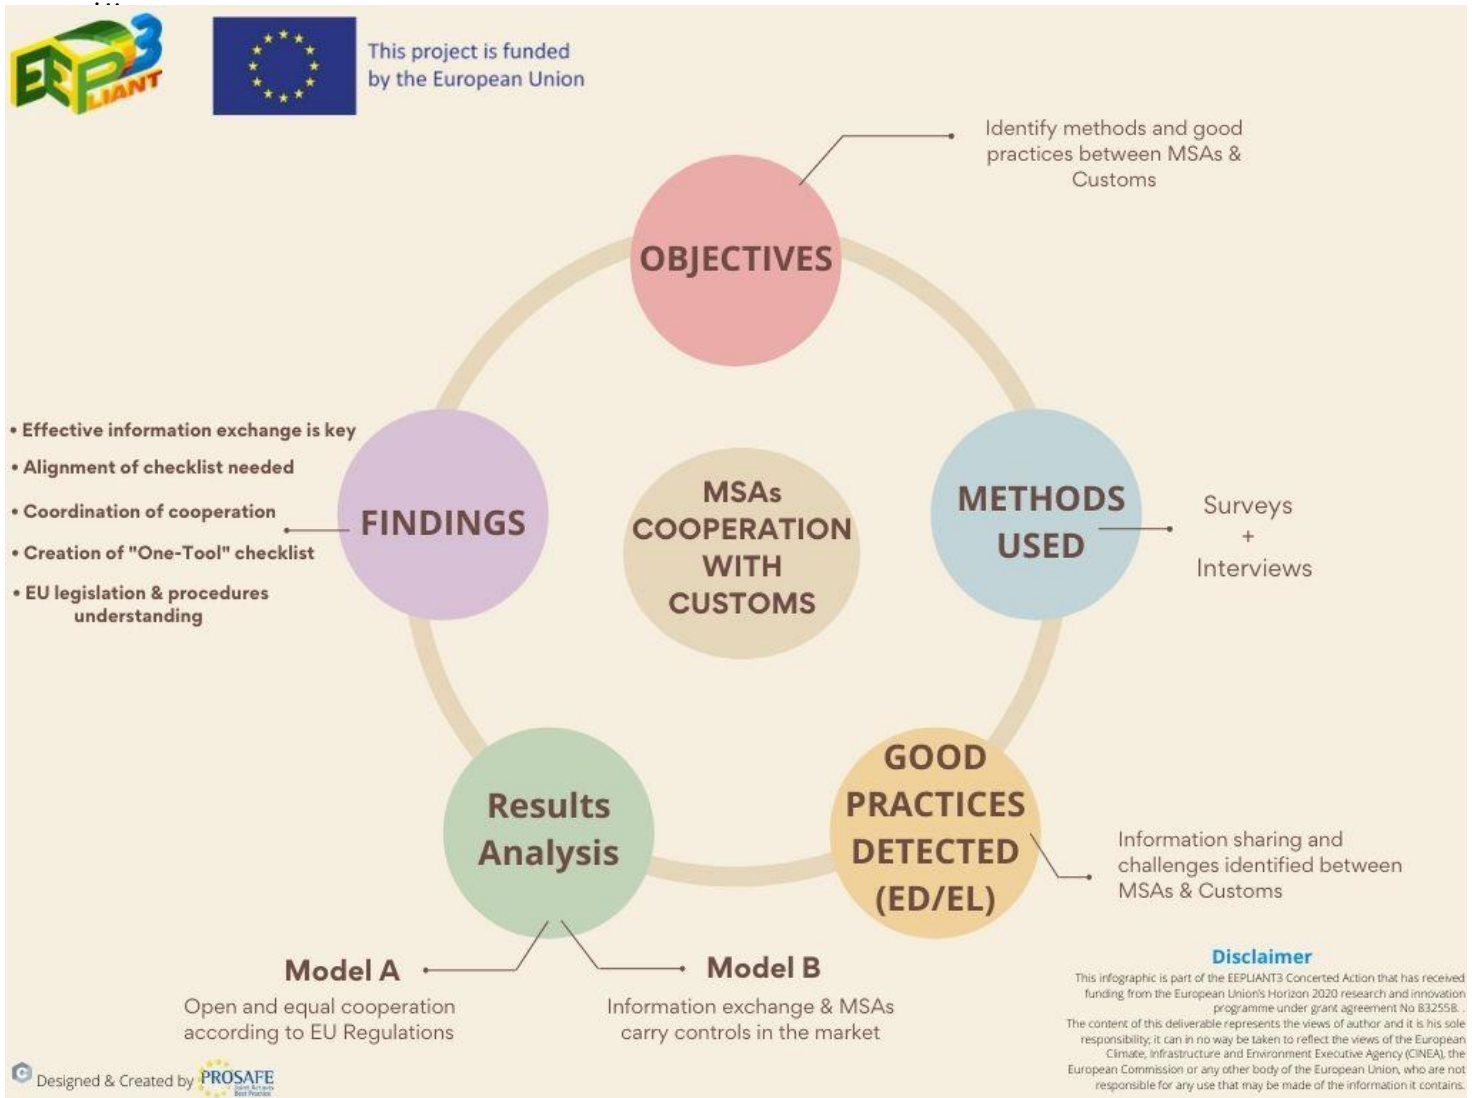 EEP3
LIANT
This project is funded
by the European Union
Identify methods and good
practices between MSAs &
Customs
OBJECTIVES
• Effective information exchange is key
• Alignment of checklist needed
• Coordination of cooperation
• Creation of "One-Tool" checklist
• EU legislation & procedures
understanding
FINDINGS
MSAs
COOPERATION
WITH
CUSTOMS
METHODS
USED
Surveys
+
Interviews
GOOD
PRACTICES
DETECTED
(ED/EL)
Information sharing and
challenges identified between
MSAs & Customs
Results
Analysis
Model A
Open and equal cooperation
according to EU Regulations
Model B
Information exchange & MSAs
carry controls in the market
Disclaimer
This infographic is part of the EEPLIANT3 Concerted Action that has received
funding from the European Union's Horizon 2020 research and innovation
programme under grant agreement No 832558. .
The content of this deliverable represents the views of author and it is his sole
responsibility; it can in no way be taken to reflect the views of the European
Climate, Infrastructure and Environment Executive Agency (CINEA), the
European Commission or any other body of the European Union, who are not
responsible for any use that may be made of the information it contains.
C Designed & Created by PROSAFE
Joint Actions
Best Practice